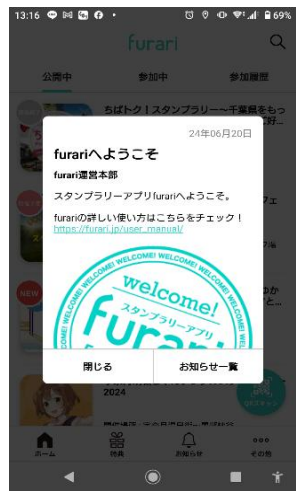 13:16
69%
furari
公開中
参加中
参加履歴
ちばトク！スタンプラリー～千葉県をもっ
24年06月20日
furariへようこそ
furari運営本部
スタンプラリーアプリfurariへようこそ。
furariの詳しい使い方はこちらをチェック！
https://furari.jp/user_manual/
WELCOME! WELCOME! WELCOME! WELCOME!
welcome!
スタンプラリーアプリ
furari
NEW
閉じる
お知らせ一覧
2024
ホーム
特典
お知らせ
その他